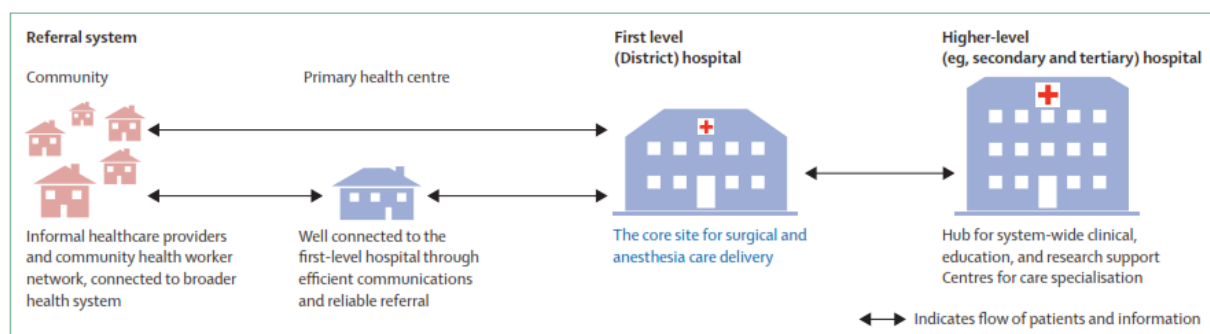 Referral system
Community
Primary health centre
First level
(District) hospital
Higher-level
(eg, secondary and tertiary) hospital
Informal healthcare providers
and community health worker
network, connected to broader
health system
Well connected to the
first-level hospital through
efficient communications
and reliable referral
The core site for surgical and
anesthesia care delivery
Hub for system-wide clinical,
education, and research support
Centres for care specialisation
Indicates flow of patients and information